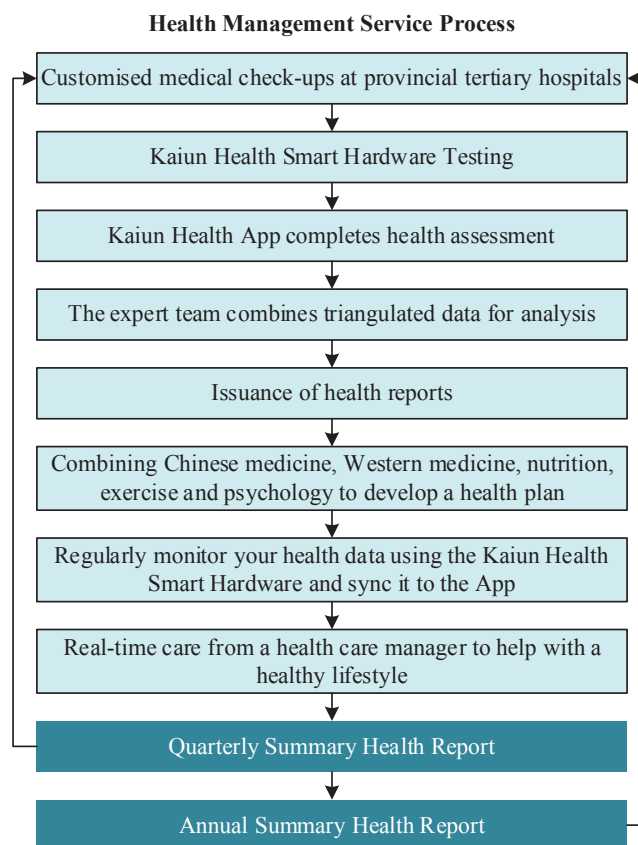 Health Management Service Process
Customised medical check-ups at provincial tertiary hospitals
Kaiun Health Smart Hardware Testing
Kaiun Health App completes health assessment
The expert team combines triangulated data for analysis
Issuance of health reports
Combining Chinese medicine, Western medicine, nutrition,
exercise and psychology to develop a health plan
Regularly monitor your health data using the Kaiun Health
Smart Hardware and sync it to the App
Real-time care from a health care manager to help with a
healthy lifestyle
Quarterly Summary Health Report
Annual Summary Health Report